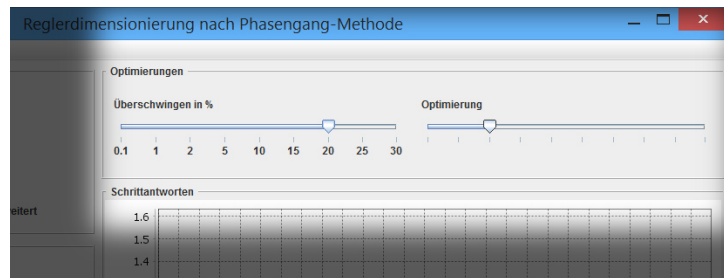 Reglerdimensionierung nach Phasengang-Methode
Optimierungen
Überschwingen in %
Optimierung
0.1 1 2 5 10 15 20 25 30
Schrittantworten
eitert
1.6
1.5
1.4